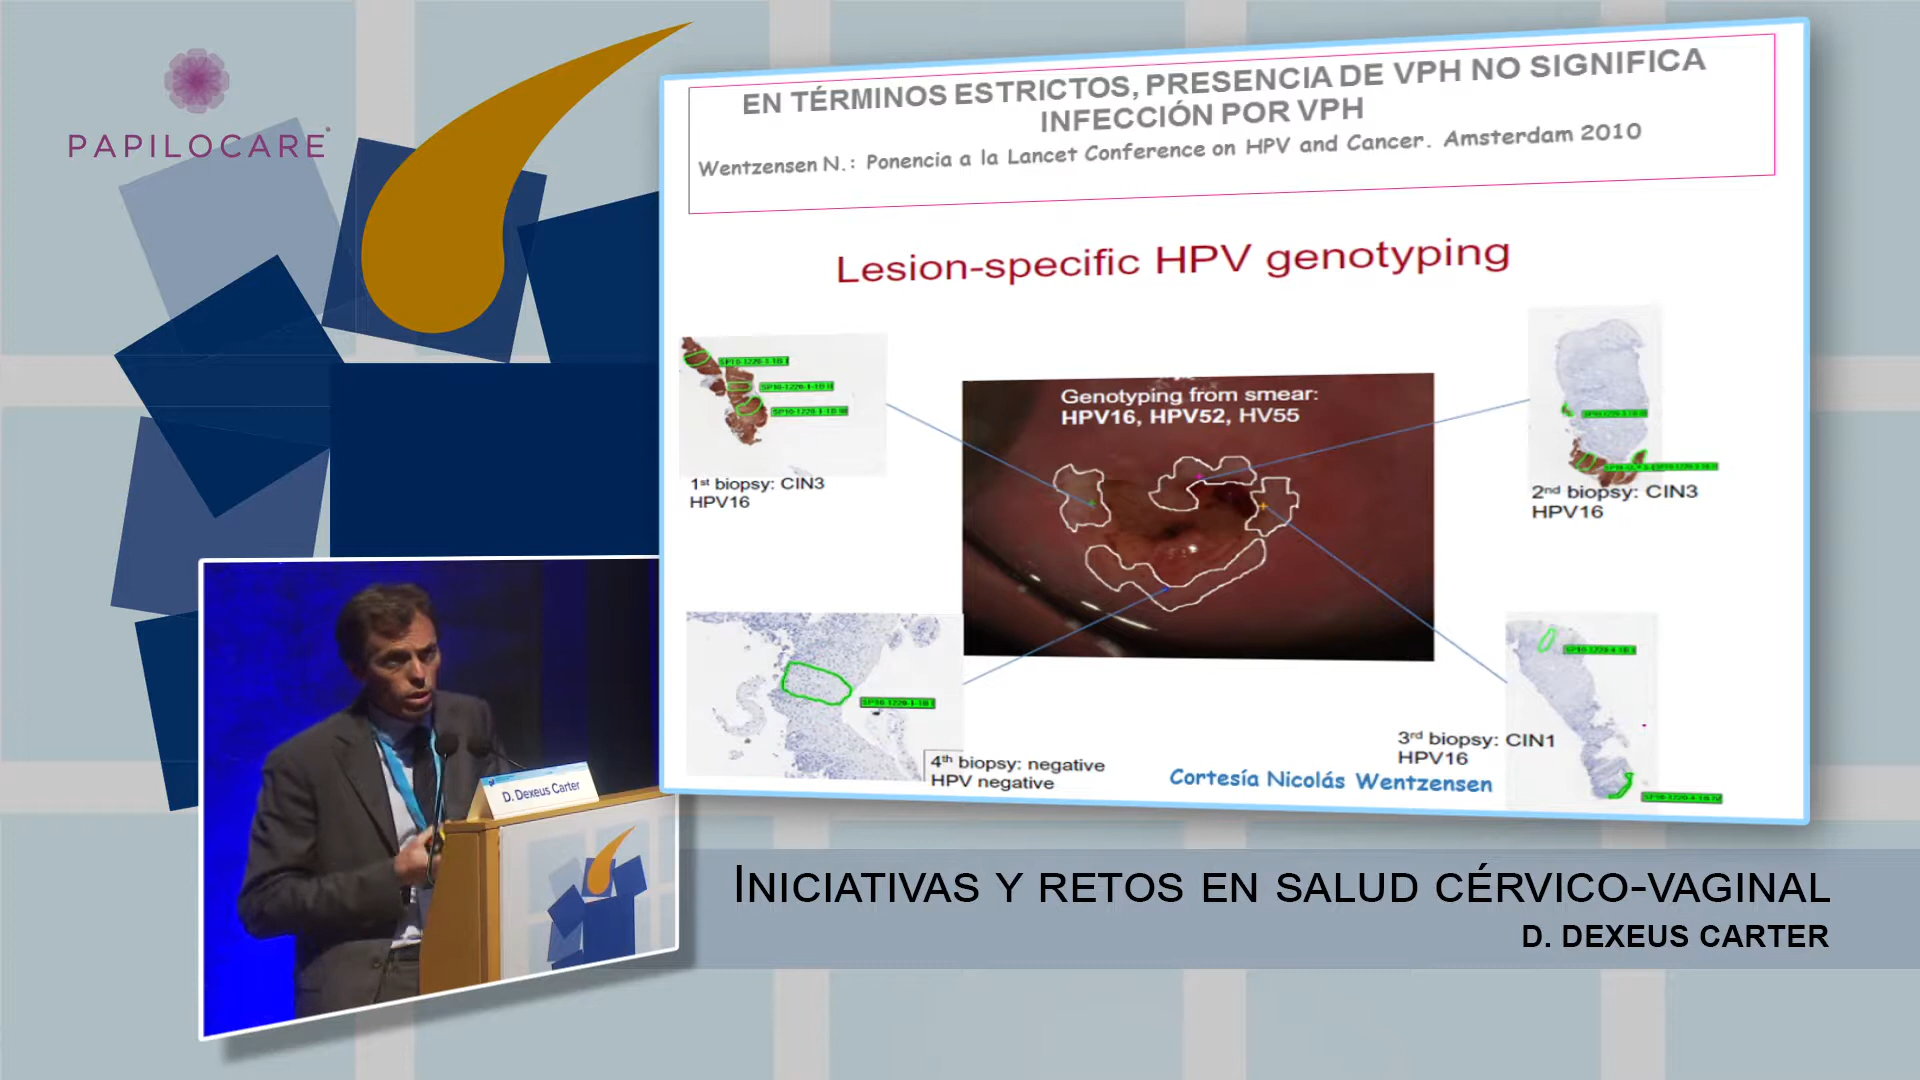 PAPILOCARE
EN TÉRMINOS ESTRICTOS, PRESENCIA DE VPH NO SIGNIFICA
INFECCIÓN POR VPH
Wentzensen N.: Ponencia a la Lancet Conference on HPV and Cancer. Amsterdam 2010
Lesion-specific HPV genotyping
Genotyping from smear:
HPV16, HPV52, HV55
1st biopsy: CIN3
HPV16
2nd biopsy: CIN3
HPV16
3rd biopsy: CIN1
HPV16
4th biopsy: negative
HPV negative
Cortesía Nicolás Wentzensen
D. Dexeus Carter
INICIATIVAS Y RETOS EN SALUD CÉRVICO-VAGINAL
D. DEXEUS CARTER